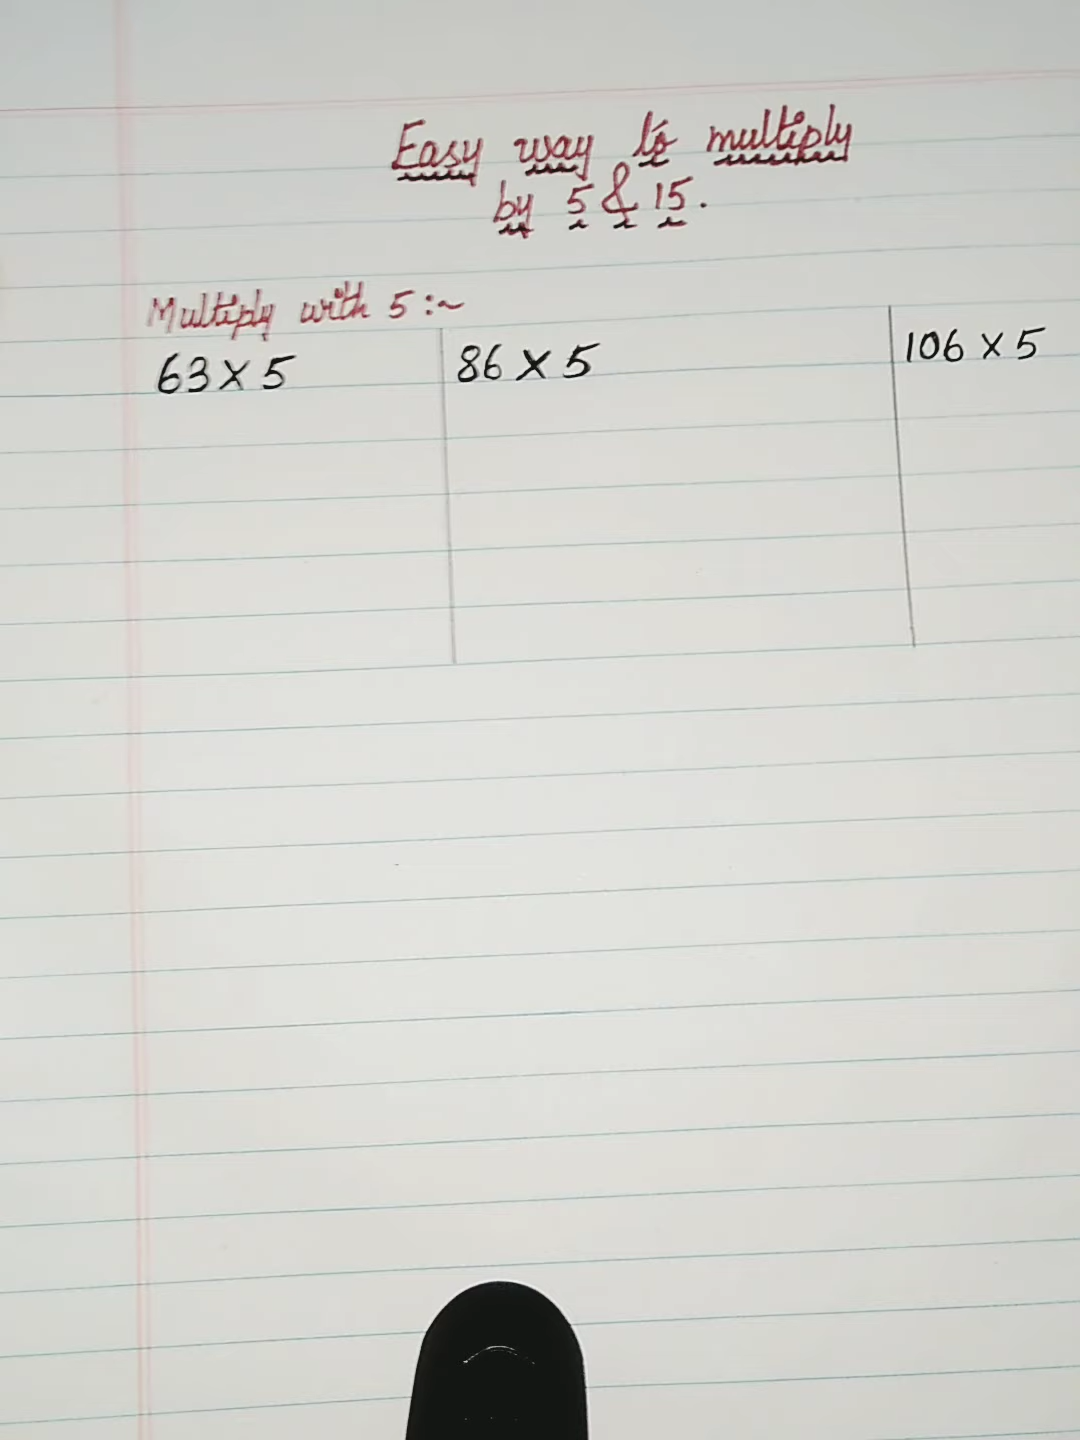 Easy way to multiply
by 5 & 15.
Multiply with 5 :~
63 × 5
86 × 5
106 × 5